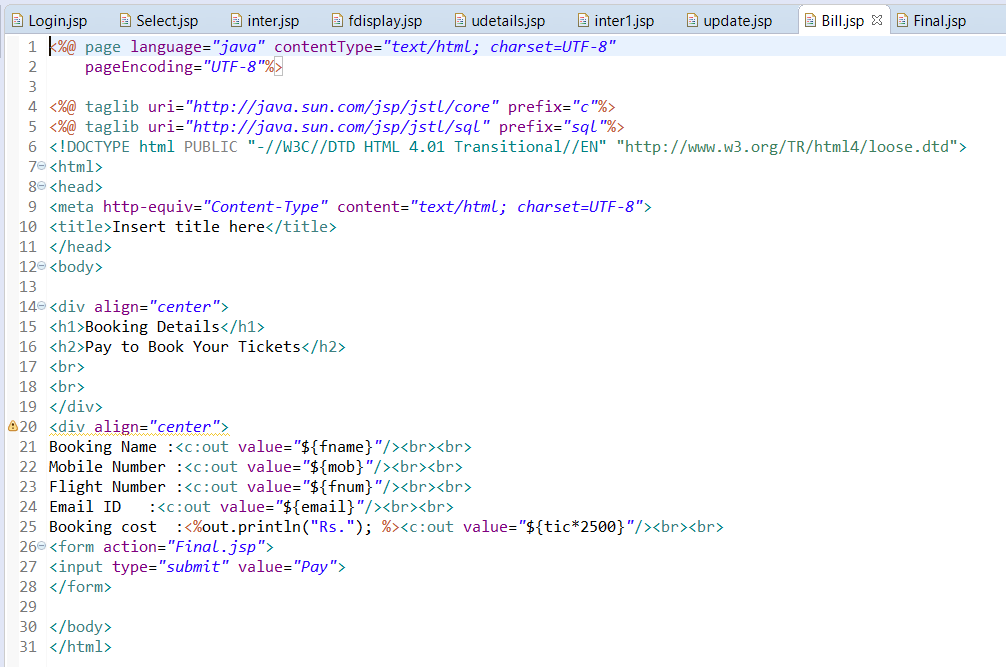 Login.jsp Select.jsp inter.jsp fdisplay.jsp udetails.jsp inter1.jsp update.jsp Bill.jsp Final.jsp
1 <%@ page language="java" contentType="text/html; charset=UTF-8"
2     pageEncoding="UTF-8"%>
3
4 <%@ taglib uri="http://java.sun.com/jsp/jstl/core" prefix="c"%>
5 <%@ taglib uri="http://java.sun.com/jsp/jstl/sql" prefix="sql"%>
6 <!DOCTYPE html PUBLIC "-//W3C//DTD HTML 4.01 Transitional//EN" "http://www.w3.org/TR/html4/loose.dtd">
7 <html>
8 <head>
9 <meta http-equiv="Content-Type" content="text/html; charset=UTF-8">
10 <title>Insert title here</title>
11 </head>
12 <body>
13
14 <div align="center">
15 <h1>Booking Details</h1>
16 <h2>Pay to Book Your Tickets</h2>
17 <br>
18 <br>
19 </div>
20 <div align="center">
21 Booking Name :<c:out value="${fname}"/><br><br>
22 Mobile Number :<c:out value="${mob}"/><br><br>
23 Flight Number :<c:out value="${fnum}"/><br><br>
24 Email ID   :<c:out value="${email}"/><br><br>
25 Booking cost  :<%out.println("Rs."); %><c:out value="${tic*2500}"/><br><br>
26 <form action="Final.jsp">
27 <input type="submit" value="Pay">
28 </form>
29
30 </body>
31 </html>